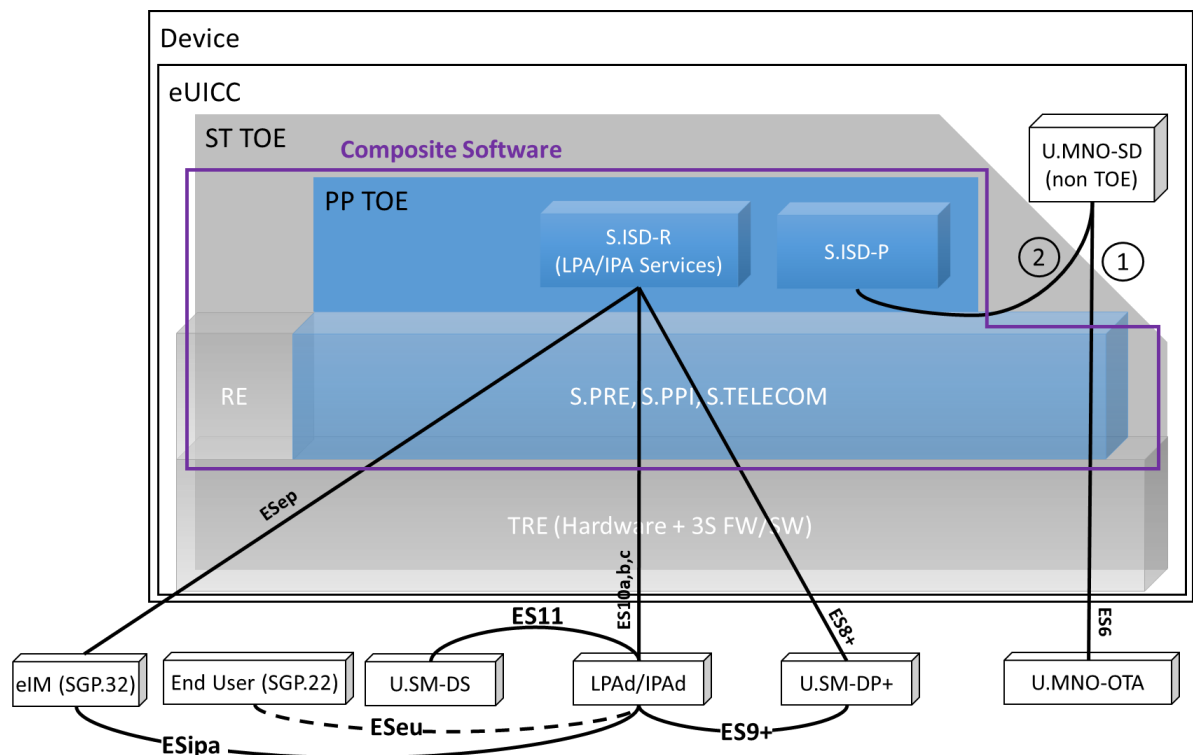 Device
eUICC
ST TOE
Composite Software
U.MNO-SD
(non TOE)
PP TOE
S.ISD-R
(LPA/IPA Services)
S.ISD-P
2
1
RE
S.PRE, S.PPI, S.TELECOM
ESep
TRE (Hardware + 3S FW/SW)
ES10a,b,c
ES8+
ES6
ES11
eIM (SGP.32)
End User (SGP.22)
U.SM-DS
LPAd/IPAd
U.SM-DP+
U.MNO-OTA
ESeu
ES9+
ESipa